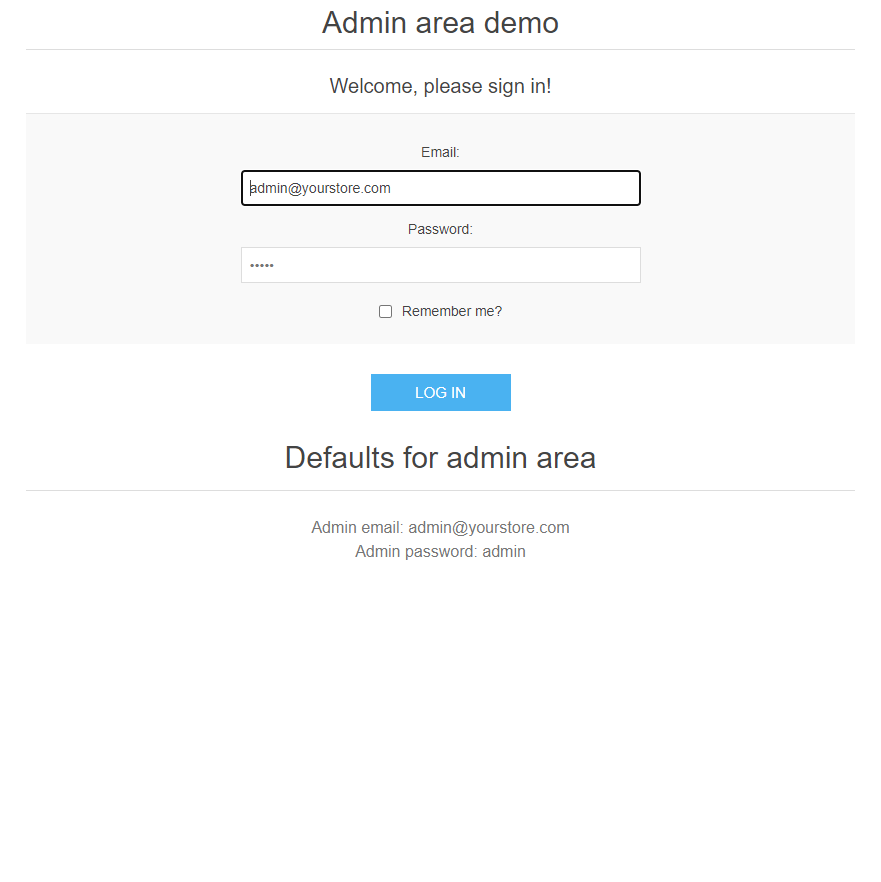 Admin area demo
Welcome, please sign in!
Email:
admin@yourstore.com
Password:
•••••
Remember me?
LOG IN
Defaults for admin area
Admin email: admin@yourstore.com
Admin password: admin